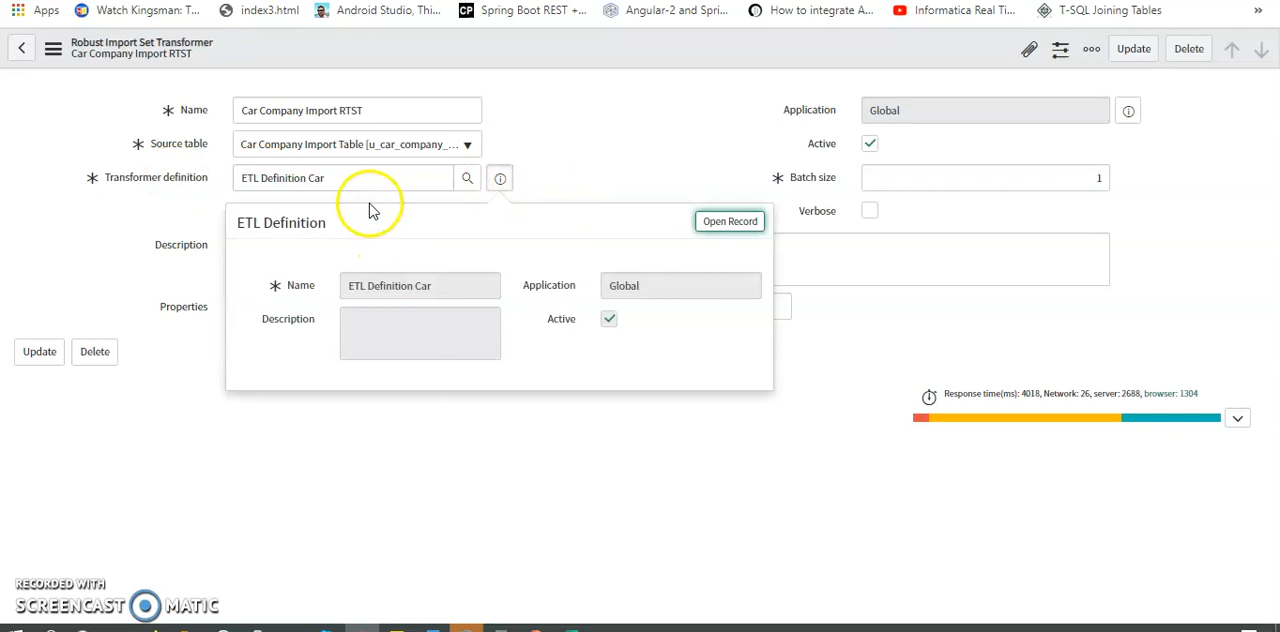 Apps
Watch Kingsman: T...
index3.html
Android Studio, Thi...
CP
Spring Boot REST +...
Angular-2 and Spri...
How to integrate A...
Informatica Real Ti...
T-SQL Joining Tables
»
Robust Import Set Transformer
Car Company Import RTST
Update
Delete
Name
Car Company Import RTST
Application
Global
Source table
Car Company Import Table [u_car_company_...
Active
Transformer definition
ETL Definition Car
Batch size
1
Verbose
ETL Definition
Open Record
Description
Name
ETL Definition Car
Application
Global
Properties
Description
Active
Update
Delete
Response time(ms): 4018, Network: 26, server: 2688, browser: 1304
RECORDED WITH
SCREENCAST MATIC